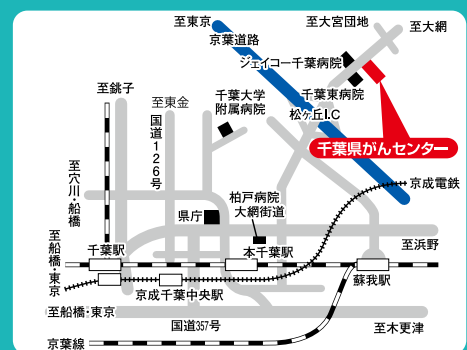 至東京
京葉道路
至大宮団地
至大網
ジェイコー千葉病院
至銚子
至東金
千葉大学
附属病院
千葉東病院
松ヶ丘I.C
国道126号
千葉県がんセンター
至穴川・船橋
京成電鉄
柏戸病院
大網街道
県庁
至船橋・東京
千葉駅
本千葉駅
至浜野
京成千葉中央駅
蘇我駅
至船橋・東京
国道357号
至木更津
京葉線